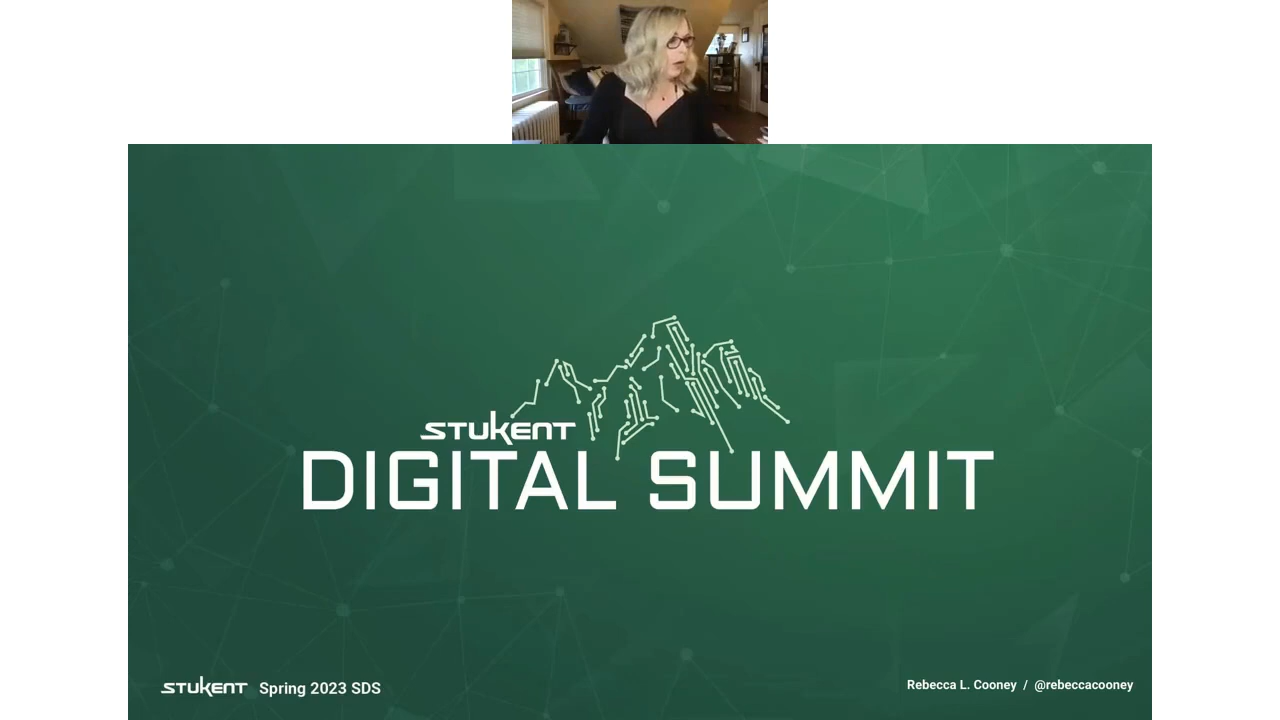 STUKENT
DIGITAL SUMMIT
STUKENT Spring 2023 SDS
Rebecca L. Cooney / @rebeccacooney